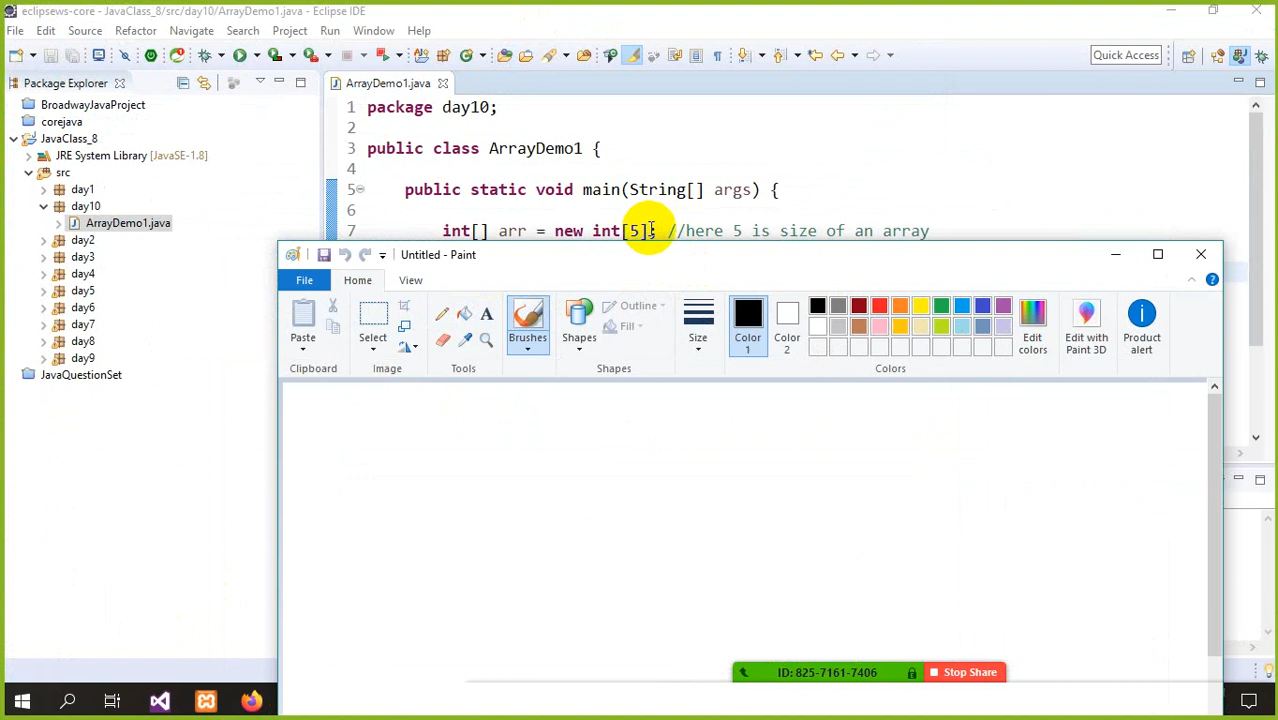 eclipsews-core - JavaClass_8/src/day10/ArrayDemo1.java - Eclipse IDE
File Edit Source Refactor Navigate Search Project Run Window Help
Quick Access
Package Explorer
ArrayDemo1.java
BroadwayJavaProject
corejava
JavaClass_8
JRE System Library [JavaSE-1.8]
src
day1
day10
ArrayDemo1.java
day2
day3
day4
day5
day6
day7
day8
day9
JavaQuestionSet
1 package day10;
2
3 public class ArrayDemo1 {
4
5 public static void main(String[] args) {
6
7 int[] arr = new int[5]; //here 5 is size of an array
Untitled - Paint
File Home View
Paste
Select
Outline
Fill
Brushes
Shapes
Size
Color
1
Color
2
Edit
colors
Edit with
Paint 3D
Product
alert
Clipboard
Image
Tools
Shapes
Colors
ID: 825-7161-7406
Stop Share